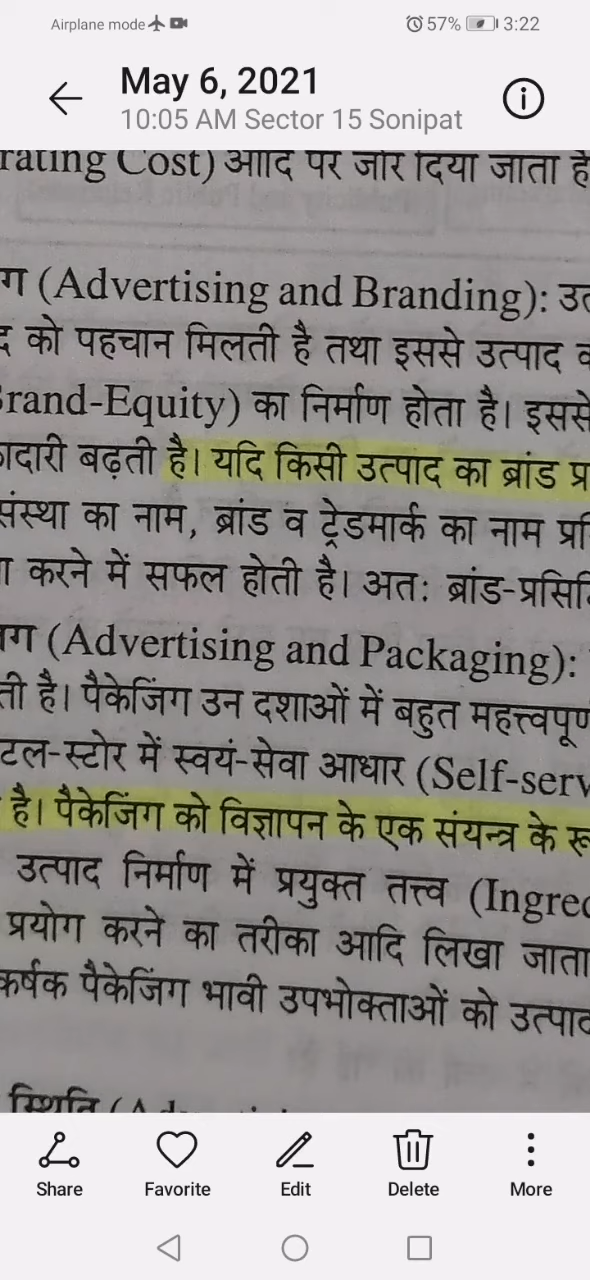 Airplane mode 57% 3:22
May 6, 2021
10:05 AM Sector 15 Sonipat
rating Cost) आदि पर जोर दिया जाता है
ग (Advertising and Branding): उत
द को पहचान मिलती है तथा इससे उत्पाद व
Brand-Equity) का निर्माण होता है। इससे
ादारी बढ़ती है। यदि किसी उत्पाद का ब्रांड प्र
संस्था का नाम, ब्रांड व ट्रेडमार्क का नाम प्रि
ा करने में सफल होती है। अतः ब्रांड-प्रसिि
ग (Advertising and Packaging):
ती है। पैकेजिंग उन दशाओं में बहुत महत्त्वपूण
टल-स्टोर में स्वयं-सेवा आधार (Self-serv
है। पैकेजिंग को विज्ञापन के एक संयन्त्र के रू
उत्पाद निर्माण में प्रयुक्त तत्त्व (Ingred
प्रयोग करने का तरीका आदि लिखा जाता
कर्षक पैकेजिंग भावी उपभोक्ताओं को उत्पाद
स्थिति
Share Favorite Edit Delete More